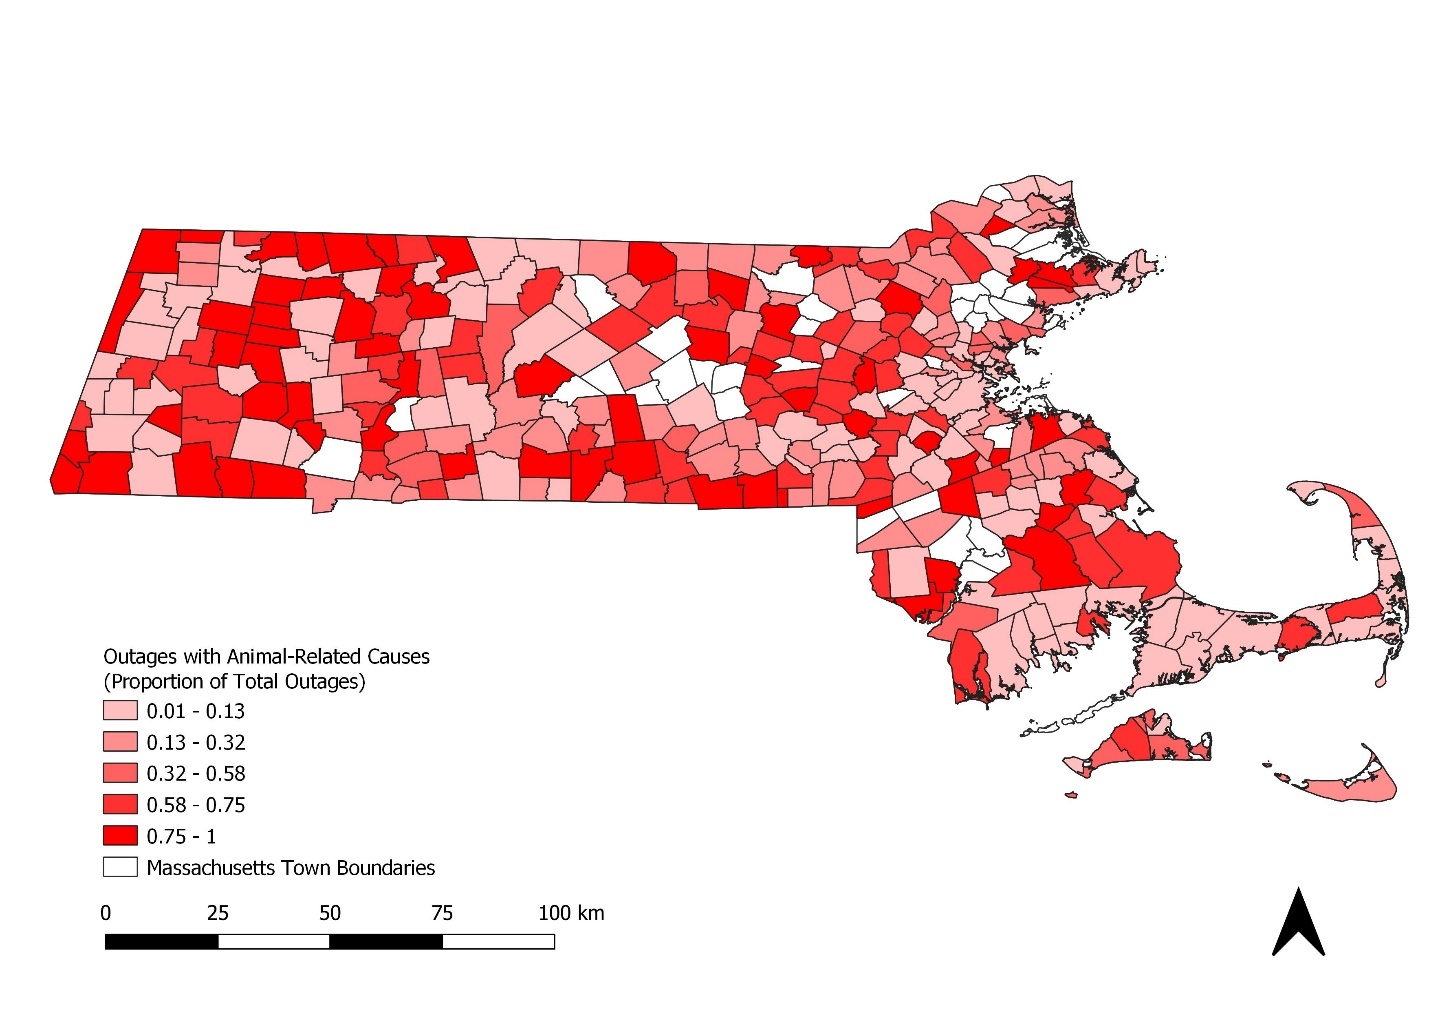 Outages with Animal-Related Causes
(Proportion of Total Outages)
0.01 - 0.13
0.13 - 0.32
0.32 - 0.58
0.58 - 0.75
0.75 - 1
Massachusetts Town Boundaries
0 25 50 75 100 km